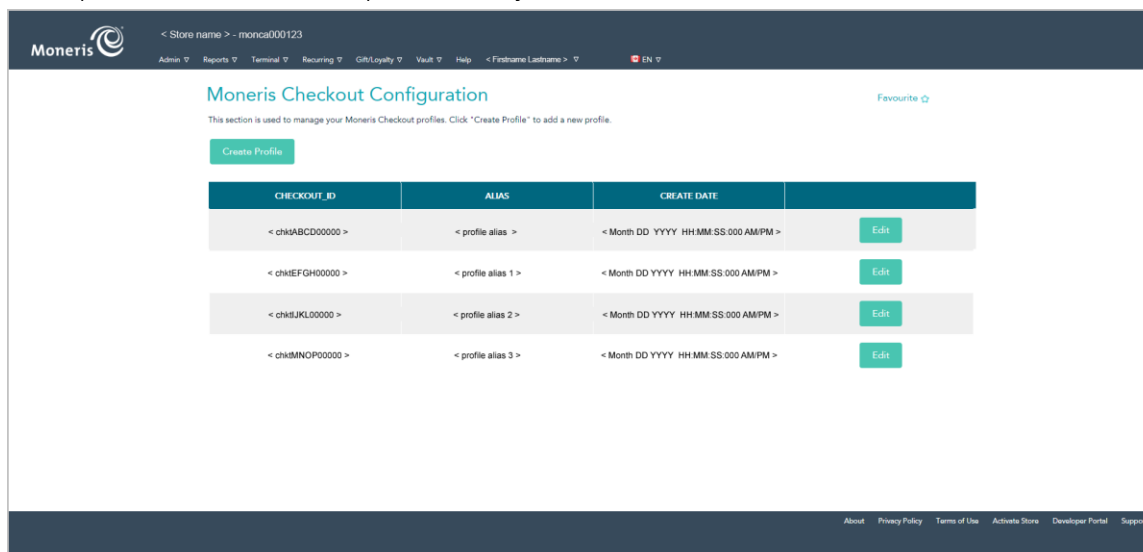 < Store name > - monca000123
Moneris
Admin ▽ Reports ▽ Terminal ▽ Recurring ▽ Gift/Loyalty ▽ Vault ▽ Help < Firstname Lastname > ▽ EN ▽
Moneris Checkout Configuration
Favourite ☆
This section is used to manage your Moneris Checkout profiles. Click "Create Profile" to add a new profile.
Create Profile
CHECKOUT_ID ALIAS CREATE DATE
< chktABCD00000 > < profile alias > < Month DD YYYY HH:MM:SS:000 AM/PM > Edit
< chktEFGH00000 > < profile alias 1 > < Month DD YYYY HH:MM:SS:000 AM/PM > Edit
< chktIJKL00000 > < profile alias 2 > < Month DD YYYY HH:MM:SS:000 AM/PM > Edit
< chktMNOP00000 > < profile alias 3 > < Month DD YYYY HH:MM:SS:000 AM/PM > Edit
About Privacy Policy Terms of Use Activate Store Developer Portal